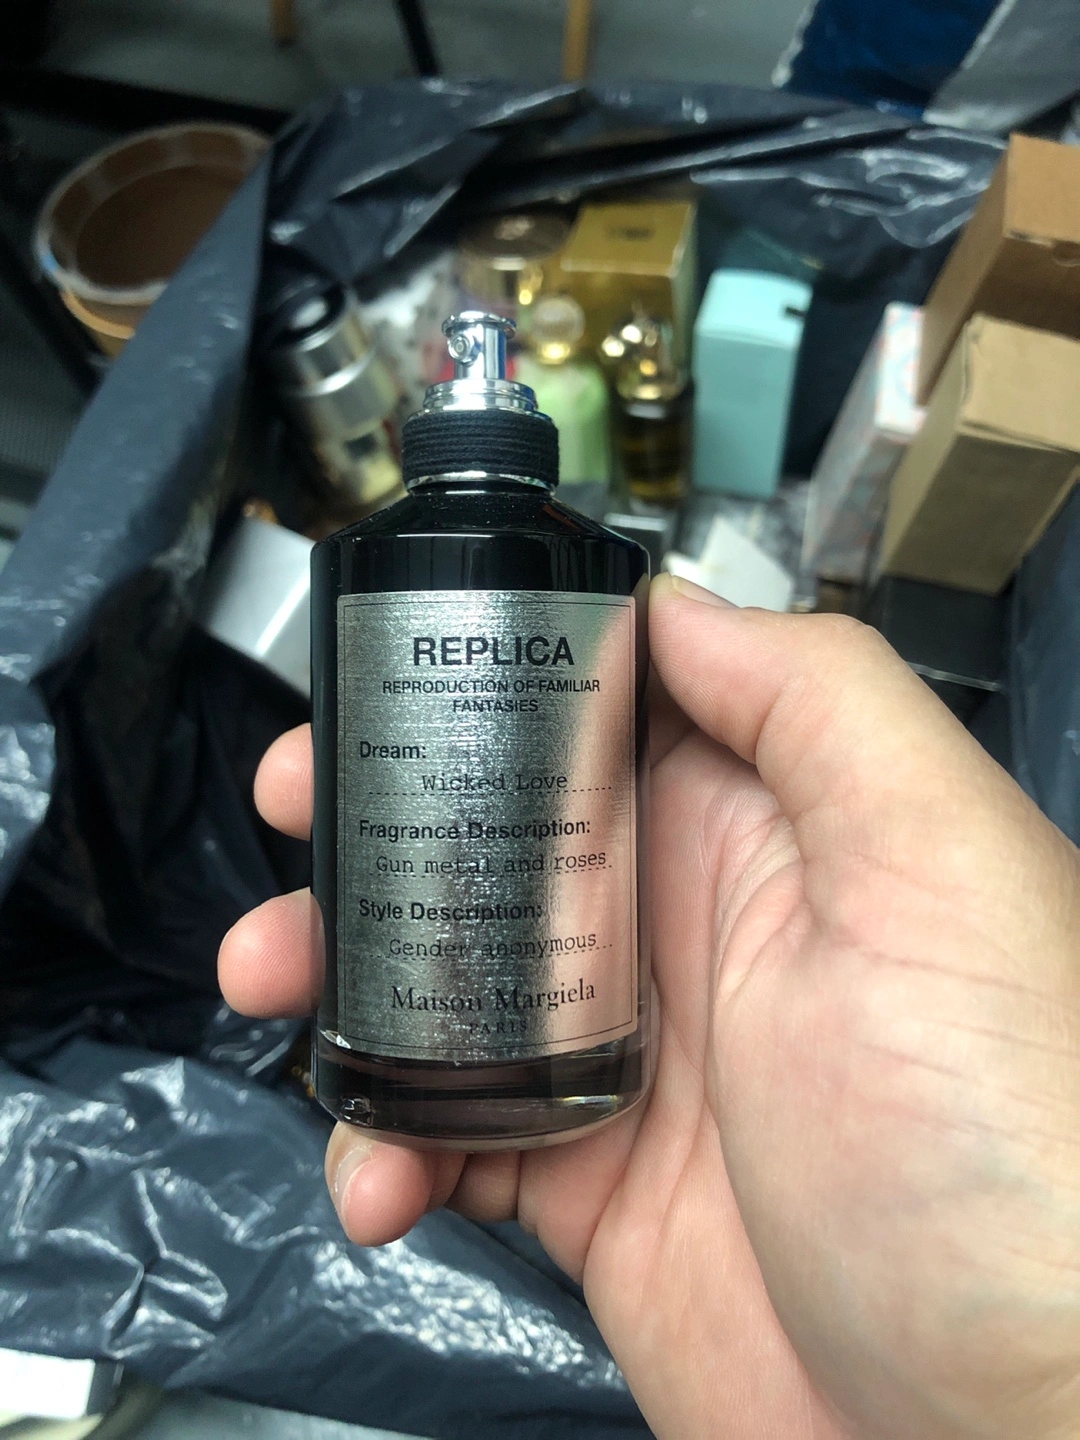 REPLICA
REPRODUCTION OF FAMILIAR
FANTASIES
Dream:
Wicked Love
Fragrance Description:
Gun metal and roses
Style Description:
Gender anonymous
Maison Margiela
PARIS